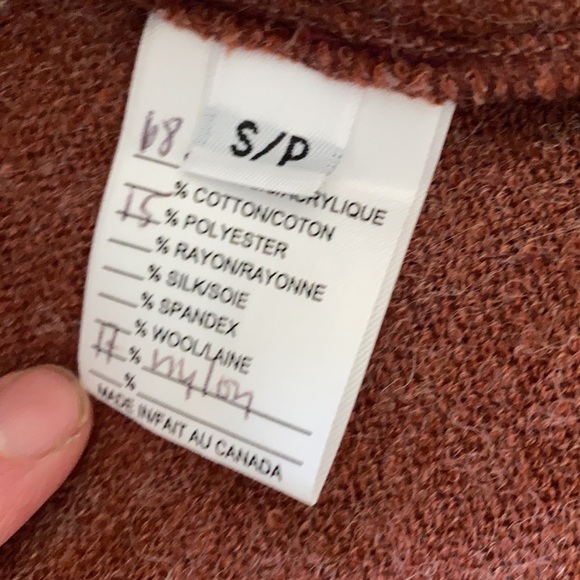 S/P
68 ACRYLIQUE
% COTTON/COTON
15 % POLYESTER
% RAYON/RAYONNE
% SILK/SOIE
% SPANDEX
% WOOL/LAINE
17 % nylon
%
MADE IN/FAIT AU CANADA